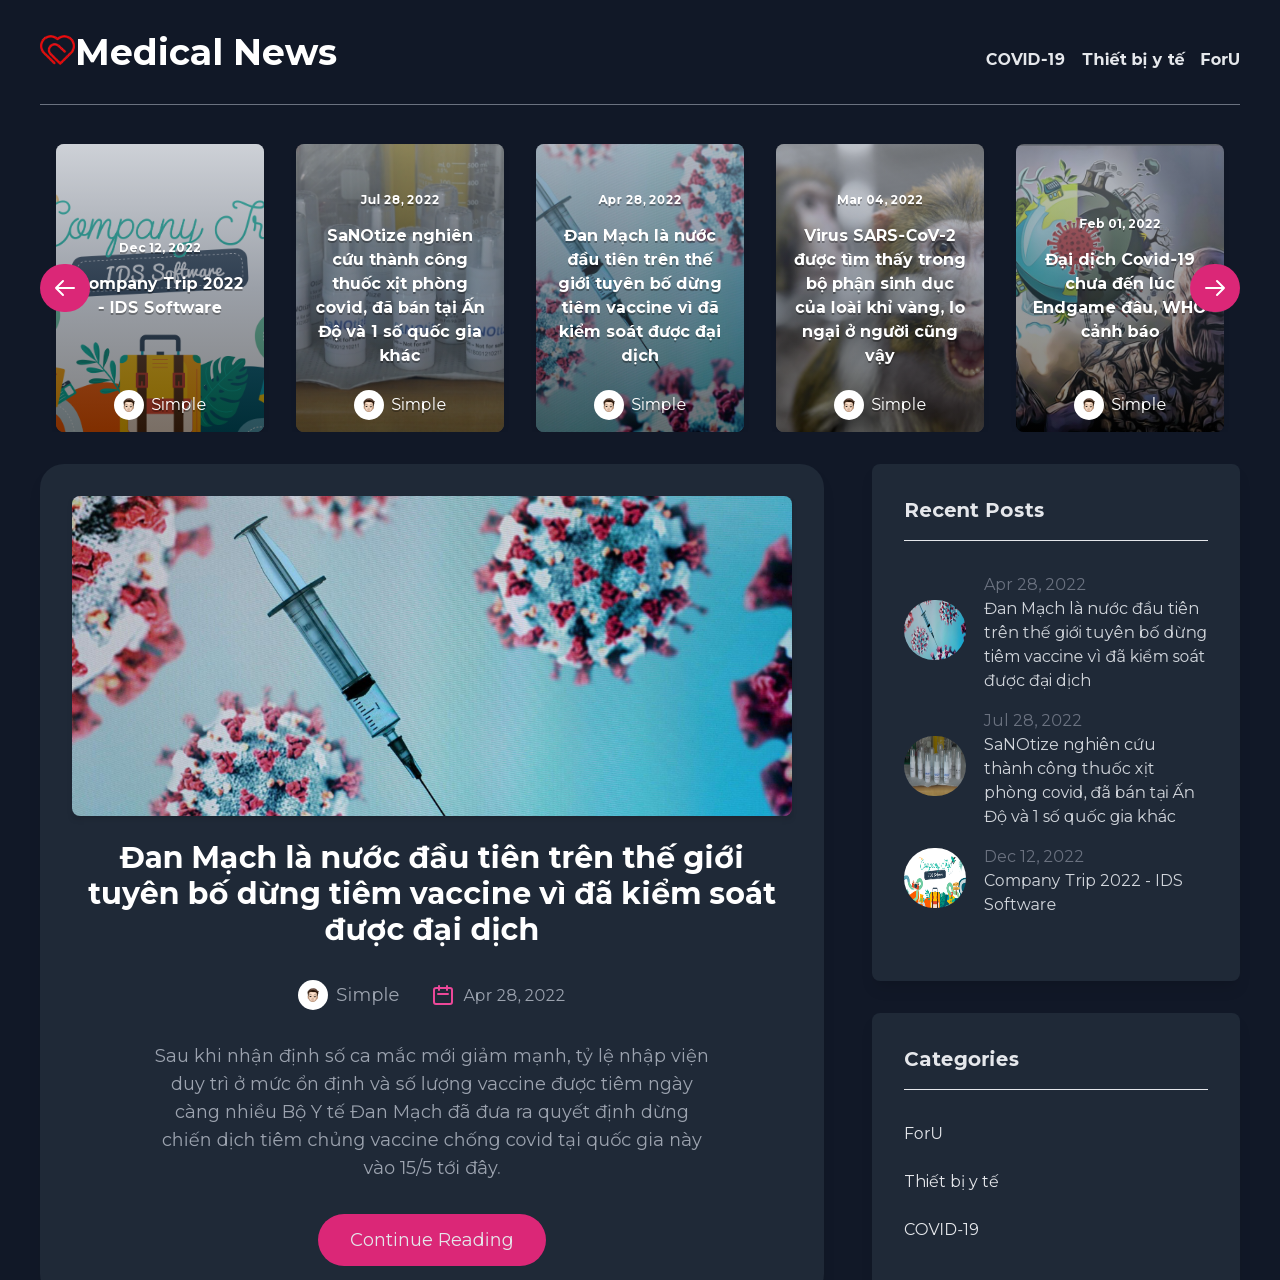 Medical News
COVID-19
Thiết bị y tế
ForU
Company Tr
IDS Software
Dec 12, 2022
ompany Trip 2022
- IDS Software
Simple
Jul 28, 2022
SaNOtize nghiên
cứu thành công
thuốc xịt phòng
covid, đã bán tại Ấn
Độ và 1 số quốc gia
khác
Simple
Apr 28, 2022
Đan Mạch là nước
đầu tiên trên thế
giới tuyên bố dừng
tiêm vaccine vì đã
kiểm soát được đại
dịch
Simple
Mar 04, 2022
Virus SARS-CoV-2
được tìm thấy trong
bộ phận sinh dục
của loài khỉ vàng, lo
ngại ở người cũng
vậy
Simple
Feb 01, 2022
Đại dịch Covid-19
chưa đến lúc
Endgame đâu, WHO
cảnh báo
Simple
Đan Mạch là nước đầu tiên trên thế giới
tuyên bố dừng tiêm vaccine vì đã kiểm soát
được đại dịch
Simple
Apr 28, 2022
Sau khi nhận định số ca mắc mới giảm mạnh, tỷ lệ nhập viện
duy trì ở mức ổn định và số lượng vaccine được tiêm ngày
càng nhiều Bộ Y tế Đan Mạch đã đưa ra quyết định dừng
chiến dịch tiêm chủng vaccine chống covid tại quốc gia này
vào 15/5 tới đây.
Continue Reading
Recent Posts
Apr 28, 2022
Đan Mạch là nước đầu tiên
trên thế giới tuyên bố dừng
tiêm vaccine vì đã kiểm soát
được đại dịch
Jul 28, 2022
SaNOtize nghiên cứu
thành công thuốc xịt
phòng covid, đã bán tại Ấn
Độ và 1 số quốc gia khác
Dec 12, 2022
Company Trip 2022 - IDS
Software
Categories
ForU
Thiết bị y tế
COVID-19